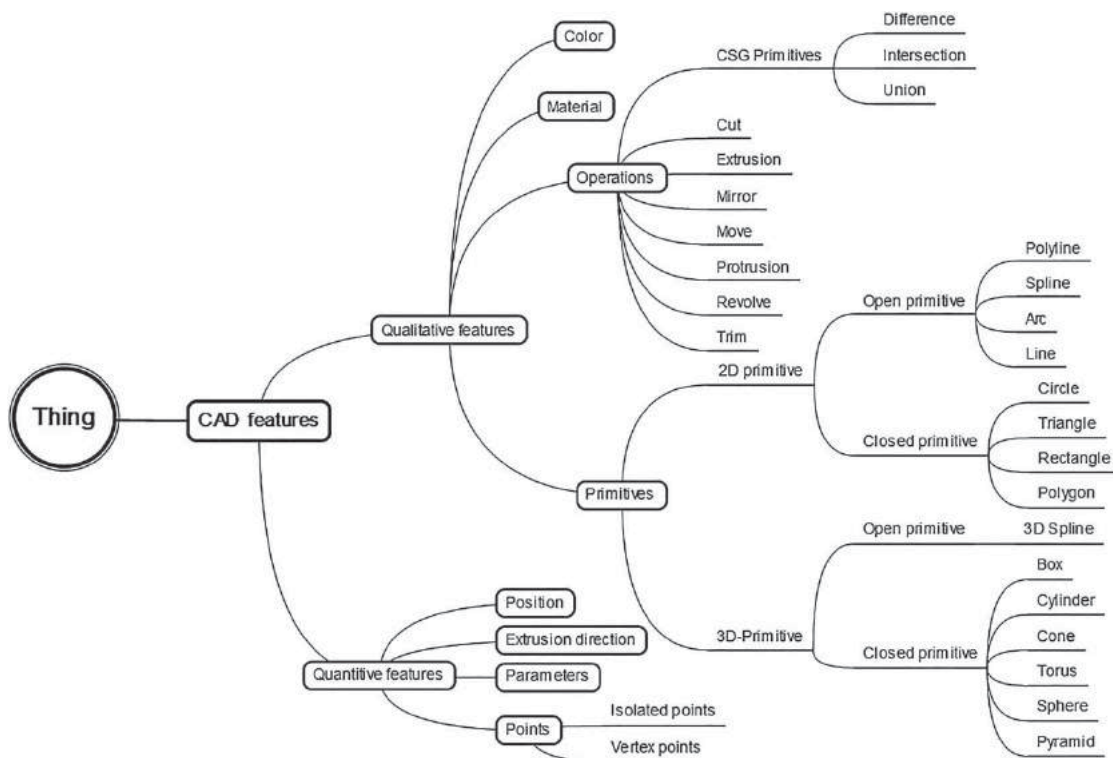 Thing
CAD features
Qualitative features
Color
Material
Operations
CSG Primitives
Difference
Intersection
Union
Cut
Extrusion
Mirror
Move
Protrusion
Revolve
Trim
Primitives
2D primitive
Open primitive
Polyline
Spline
Arc
Line
Closed primitive
Circle
Triangle
Rectangle
Polygon
3D-Primitive
Open primitive
3D Spline
Closed primitive
Box
Cylinder
Cone
Torus
Sphere
Pyramid
Quantitive features
Position
Extrusion direction
Parameters
Points
Isolated points
Vertex points